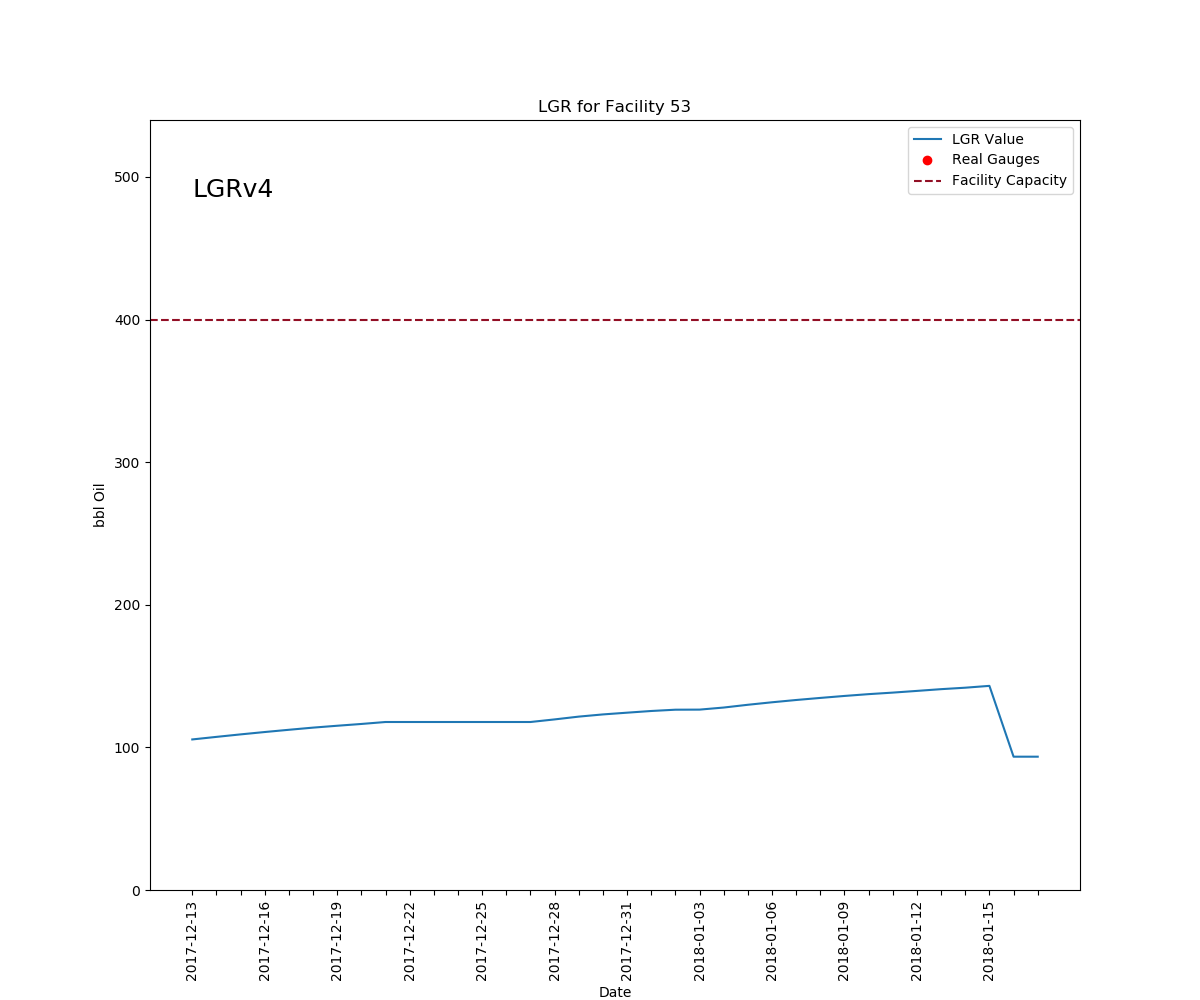 LGR for Facility 53
LGRv4
LGR Value
Real Gauges
Facility Capacity
500
400
300
200
100
0
bbl Oil
2017-12-13
2017-12-16
2017-12-19
2017-12-22
2017-12-25
2017-12-28
2017-12-31
2018-01-03
2018-01-06
2018-01-09
2018-01-12
2018-01-15
Date